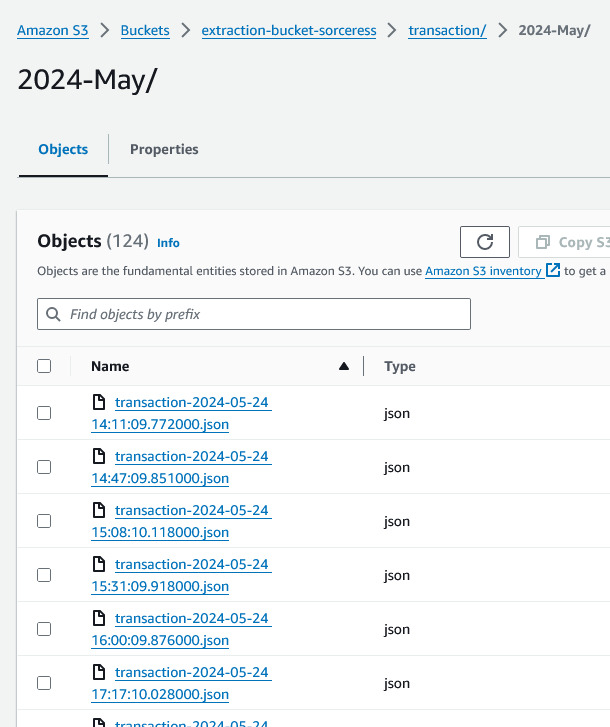 Amazon S3 > Buckets > extraction-bucket-sorceress > transaction/ > 2024-May/
2024-May/
Objects Properties
Objects (124) Info
Copy S3
Objects are the fundamental entities stored in Amazon S3. You can use Amazon S3 inventory to get a
Find objects by prefix
Name Type
transaction-2024-05-24
14:11:09.772000.json
json
transaction-2024-05-24
14:47:09.851000.json
json
transaction-2024-05-24
15:08:10.118000.json
json
transaction-2024-05-24
15:31:09.918000.json
json
transaction-2024-05-24
16:00:09.876000.json
json
transaction-2024-05-24
17:17:10.028000.json
json
transaction-2024-05-24